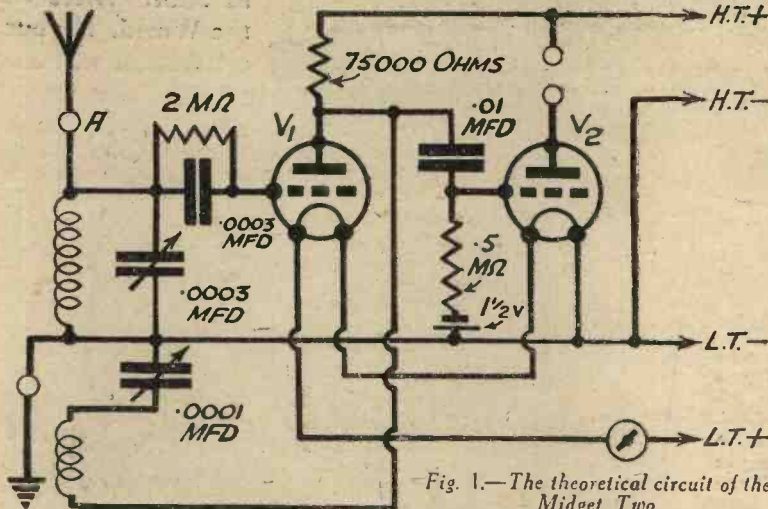 H.T.+
75000 OHMS
H.T.-
A
2 MΩ
V1
.01
MFD
V2
.0003
MFD
.0003
MFD
.5
MΩ
1½ v
L.T.-
.0001
MFD
L.T.+
Fig. 1.—The theoretical circuit of the
Midget Two